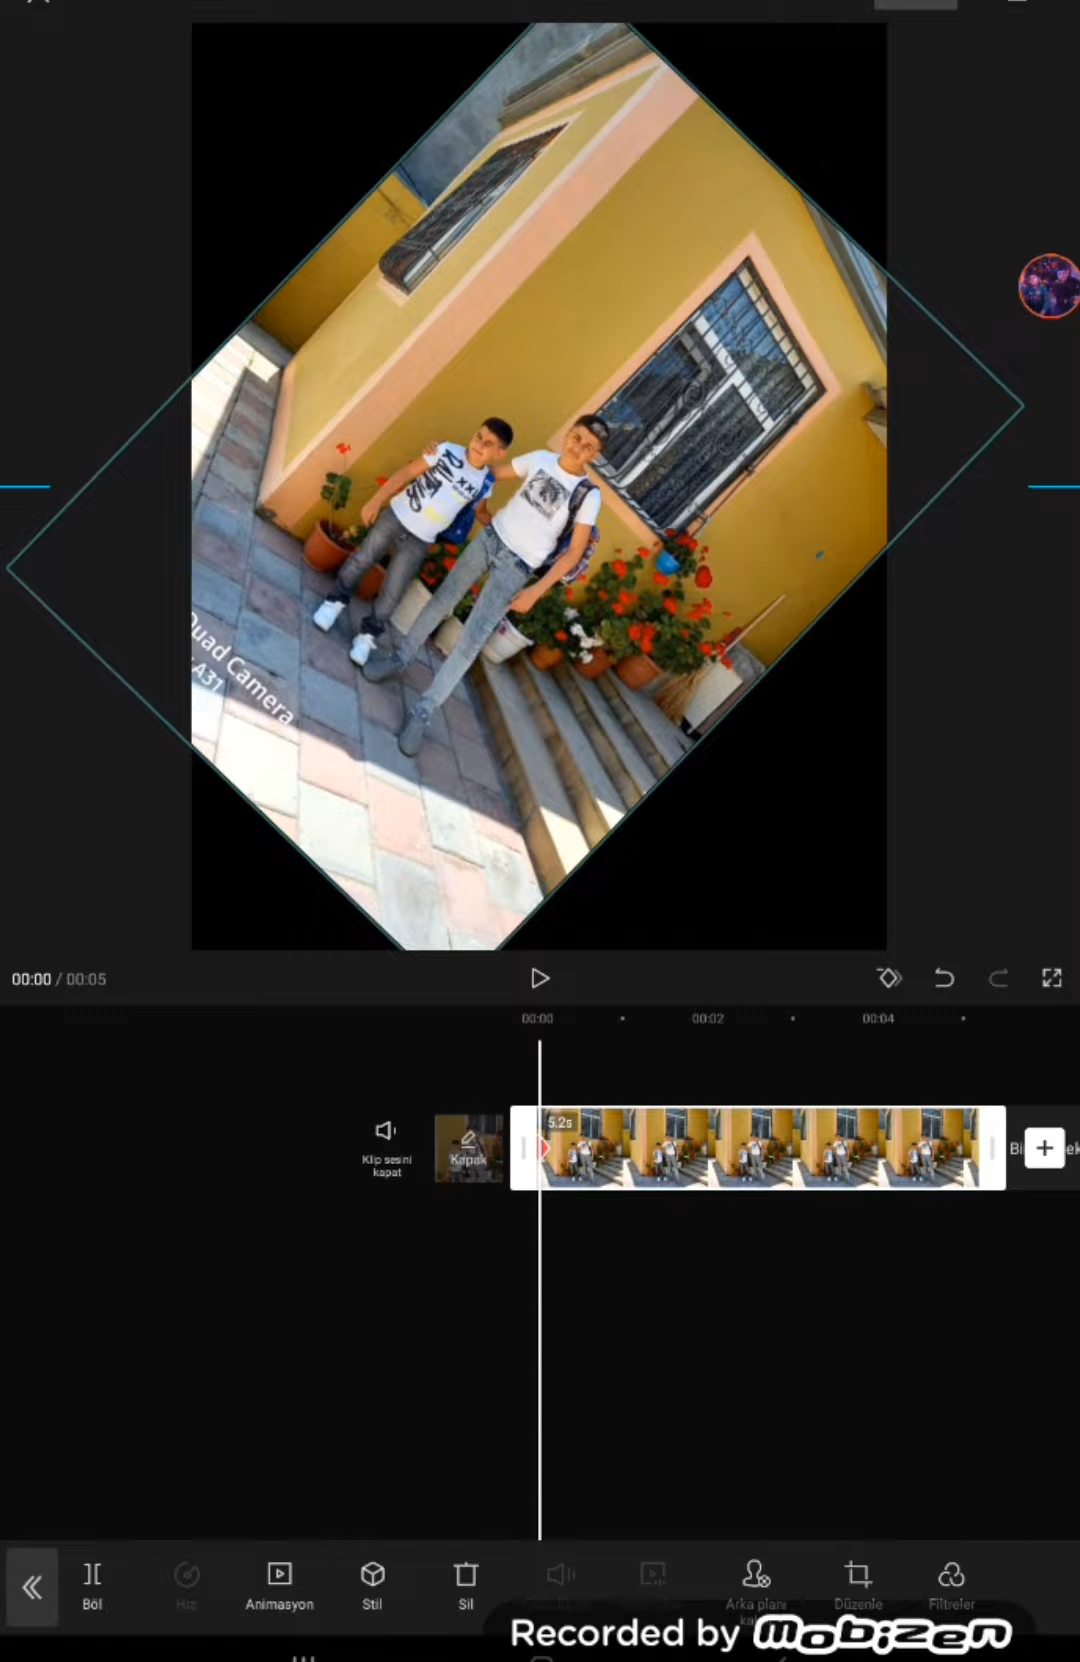 Quad Camera
A31
00:00 / 00:05
00:00
00:02
00:04
Klip sesini
kapat
Kapak
5.2s
Böl
Hız
Animasyon
Stil
Sil
Arka planı
Düzenle
Filtreler
Recorded by mobizen